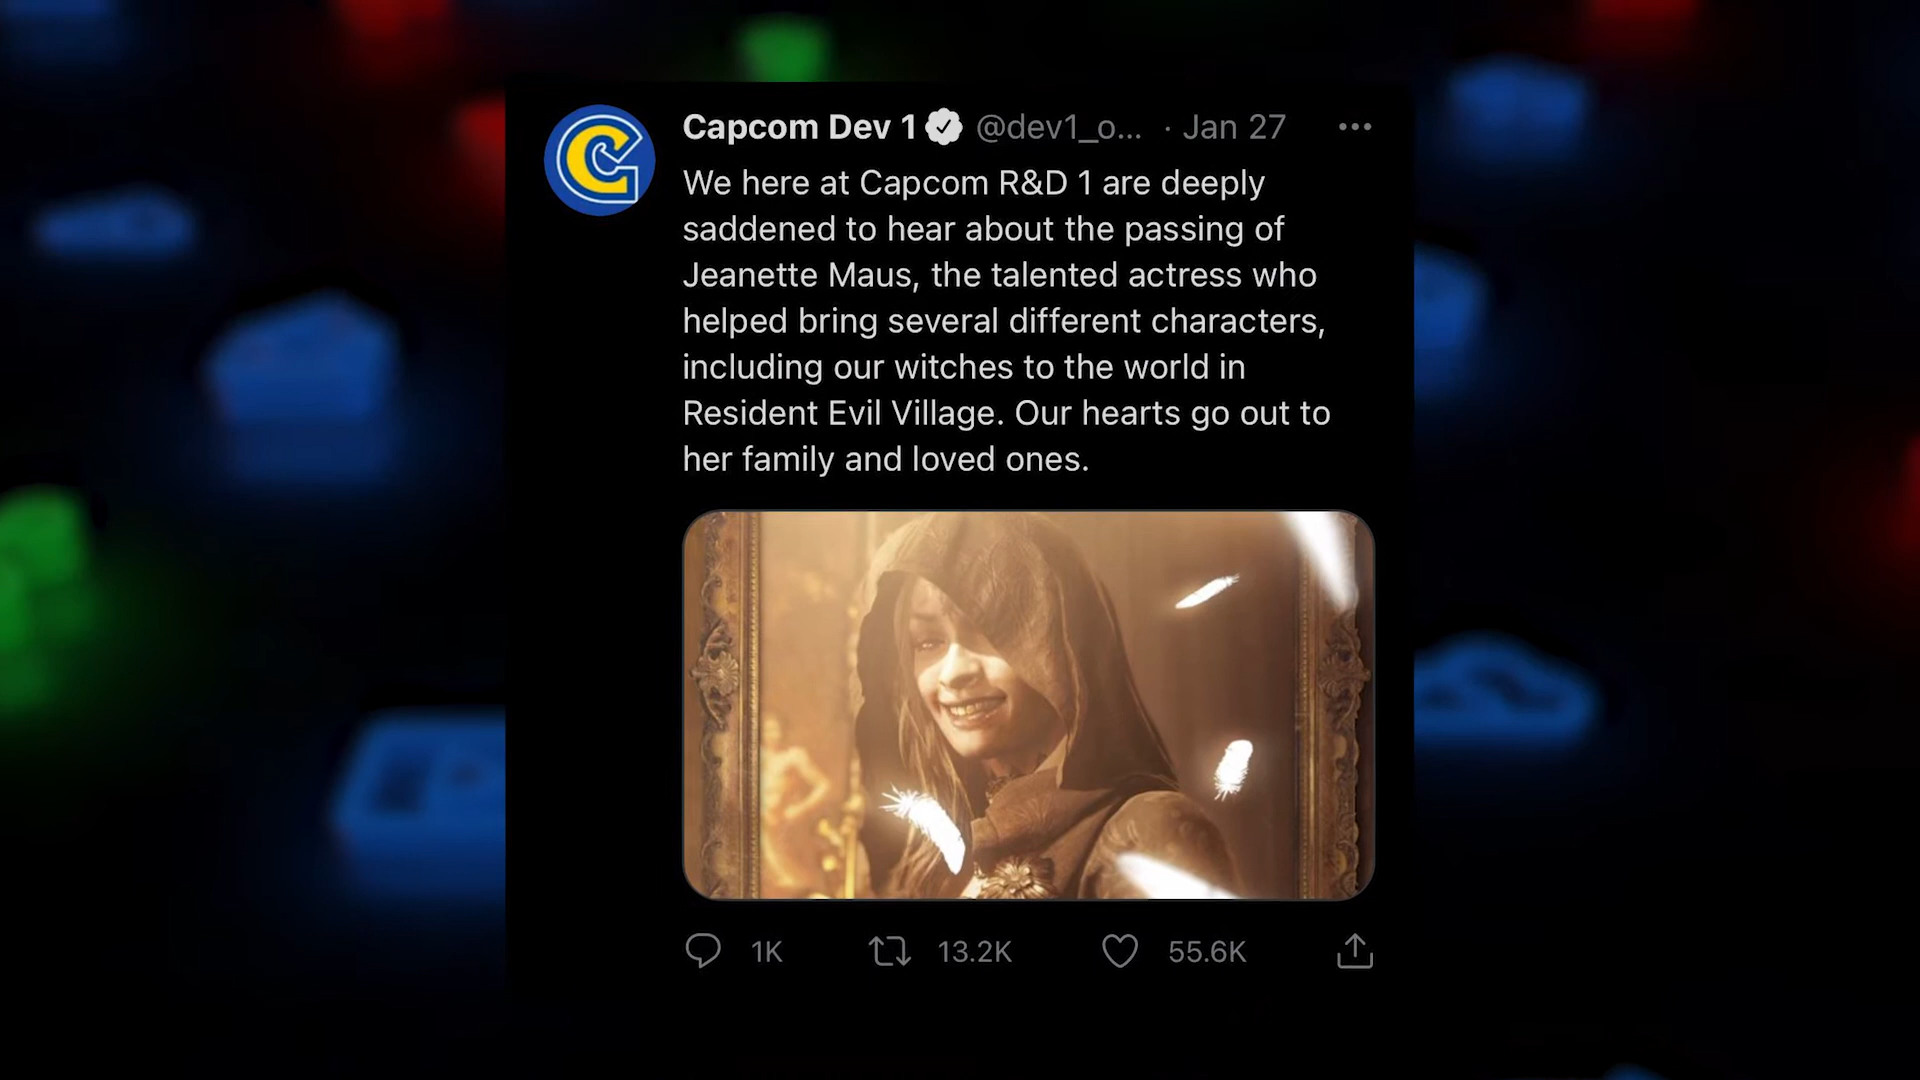 Capcom Dev 1 @dev1_o... · Jan 27
We here at Capcom R&D 1 are deeply
saddened to hear about the passing of
Jeanette Maus, the talented actress who
helped bring several different characters,
including our witches to the world in
Resident Evil Village. Our hearts go out to
her family and loved ones.
1K 13.2K 55.6K